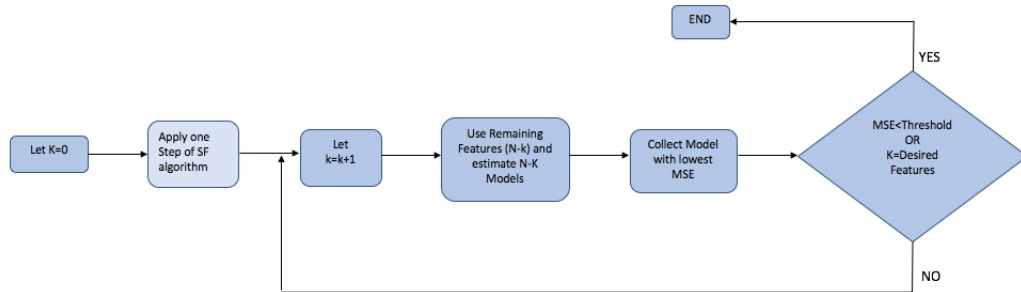 END
YES
Let K=0
Apply one
Step of SF
algorithm
Let
k=k+1
Use Remaining
Features (N-k) and
estimate N-K
Models
Collect Model
with lowest
MSE
MSE<Threshold
OR
K=Desired
Features
NO